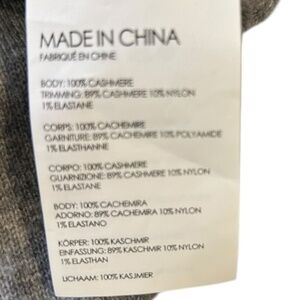 MADE IN CHINA
FABRIQUÉ EN CHINE
BODY: 100% CASHMERE
TRIMMING: 89% CASHMERE 10% NYLON
1% ELASTANE
CORPS: 100% CACHEMIRE
GARNITURE: 89% CACHEMIRE 10% POLYAMIDE
1% ELASTHANNE
CORPO: 100% CASHMERE
GUARNIZIONE: 89% CASHMERE 10% NYLON
1% ELASTANE
BODY: 100% CACHEMIRA
ADORNO: 89% CACHEMIRA 10% NYLON
1% ELASTANO
KÖRPER: 100% KASCHMIR
EINFASSUNG: 89% KASCHMIR 10% NYLON
1% ELASTHAN
LICHAAM: 100% KASJMIER